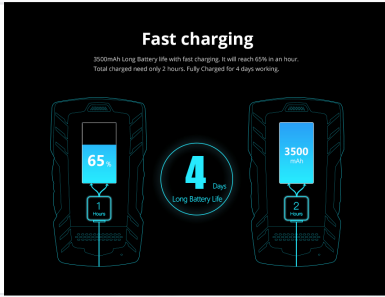 Fast charging
3500mAh Long Battery life with fast charging. It will reach 65% in an hour.
Total charged need only 2 hours. Fully Charged for 4 days working.
65%
1
Hours
4 Days
Long Battery Life
3500
mAh
2
Hours